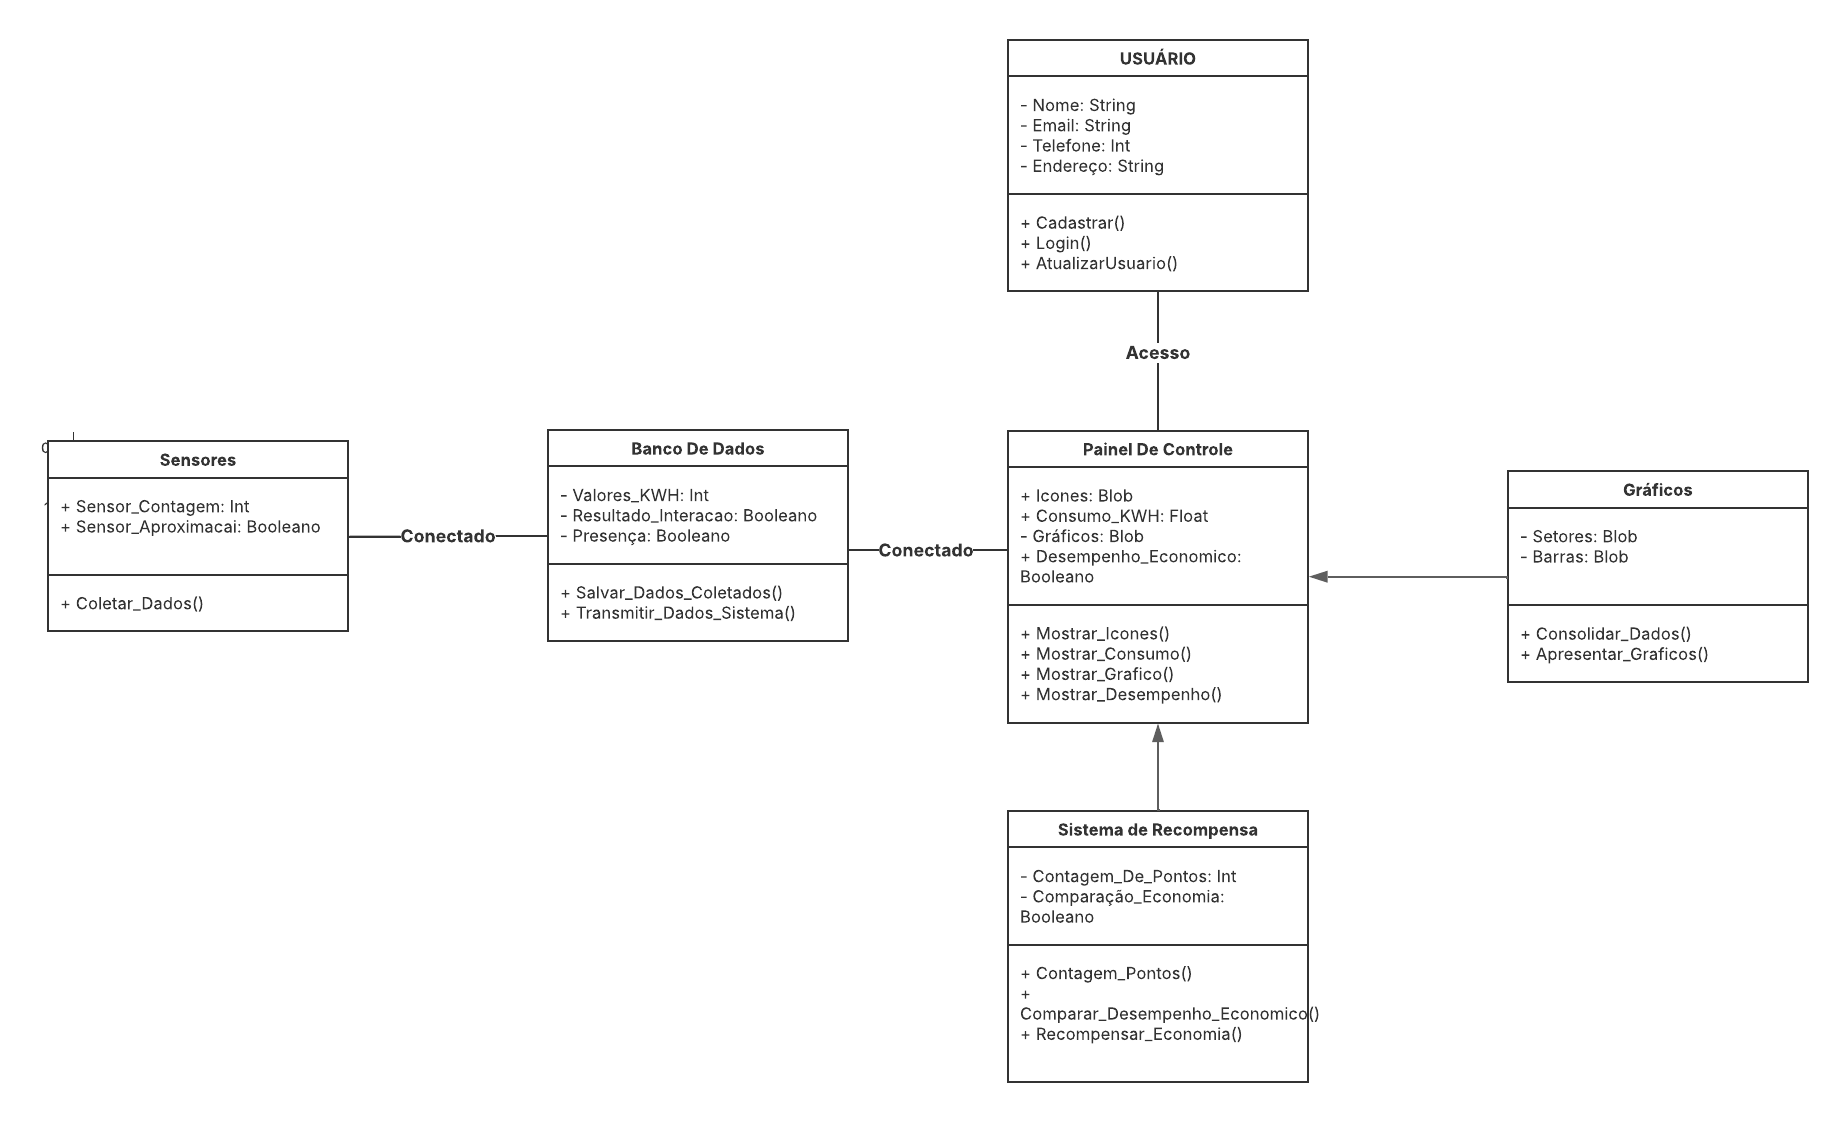 USUÁRIO
- Nome: String
- Email: String
- Telefone: Int
- Endereço: String
+ Cadastrar()
+ Login()
+ AtualizarUsuario()
Acesso
Sensores
+ Sensor_Contagem: Int
+ Sensor_Aproximacai: Booleano
+ Coletar_Dados()
Conectado
Banco De Dados
- Valores_KWH: Int
- Resultado_Interacao: Booleano
- Presença: Booleano
+ Salvar_Dados_Coletados()
+ Transmitir_Dados_Sistema()
Conectado
Painel De Controle
+ Icones: Blob
+ Consumo_KWH: Float
- Gráficos: Blob
+ Desempenho_Economico:
Booleano
+ Mostrar_Icones()
+ Mostrar_Consumo()
+ Mostrar_Grafico()
+ Mostrar_Desempenho()
Gráficos
- Setores: Blob
- Barras: Blob
+ Consolidar_Dados()
+ Apresentar_Graficos()
Sistema de Recompensa
- Contagem_De_Pontos: Int
- Comparação_Economia:
Booleano
+ Contagem_Pontos()
+
Comparar_Desempenho_Economico()
+ Recompensar_Economia()